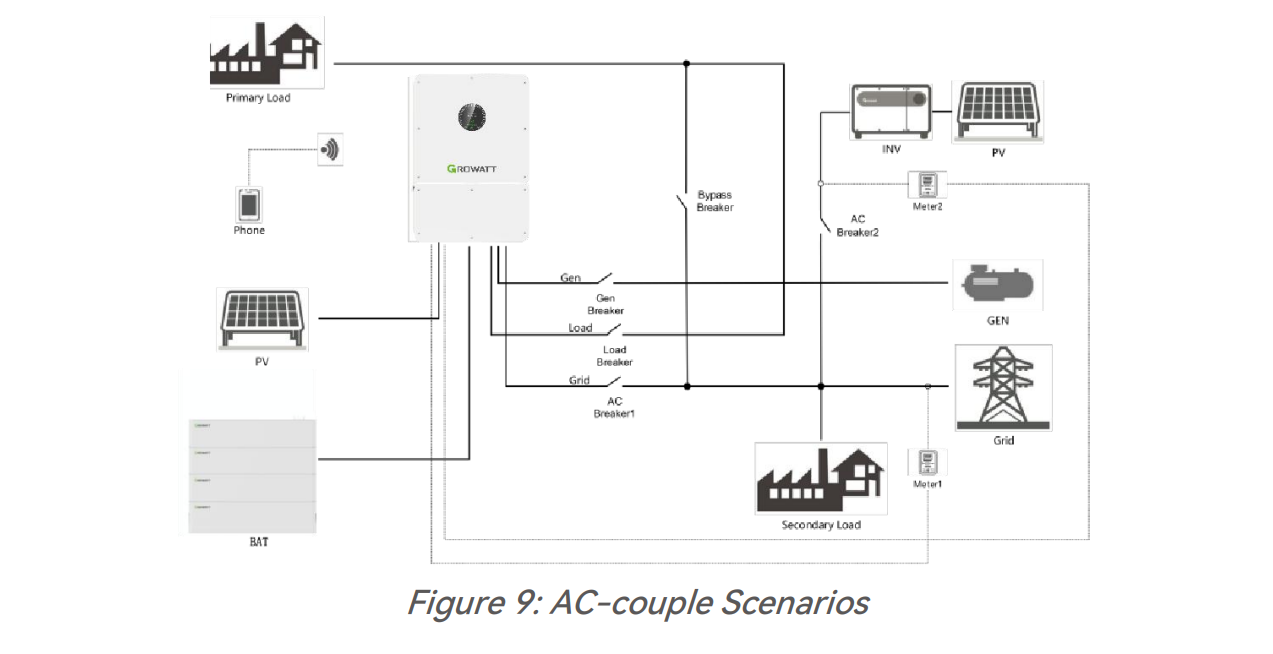 Primary Load
GROWATT
INV
PV
Bypass
Breaker
Meter2
AC
Breaker2
Phone
Gen
Gen
Breaker
GEN
Load
Load
Breaker
PV
Grid
AC
Breaker1
Grid
Meter1
Secondary Load
BAT
Figure 9: AC-couple Scenarios